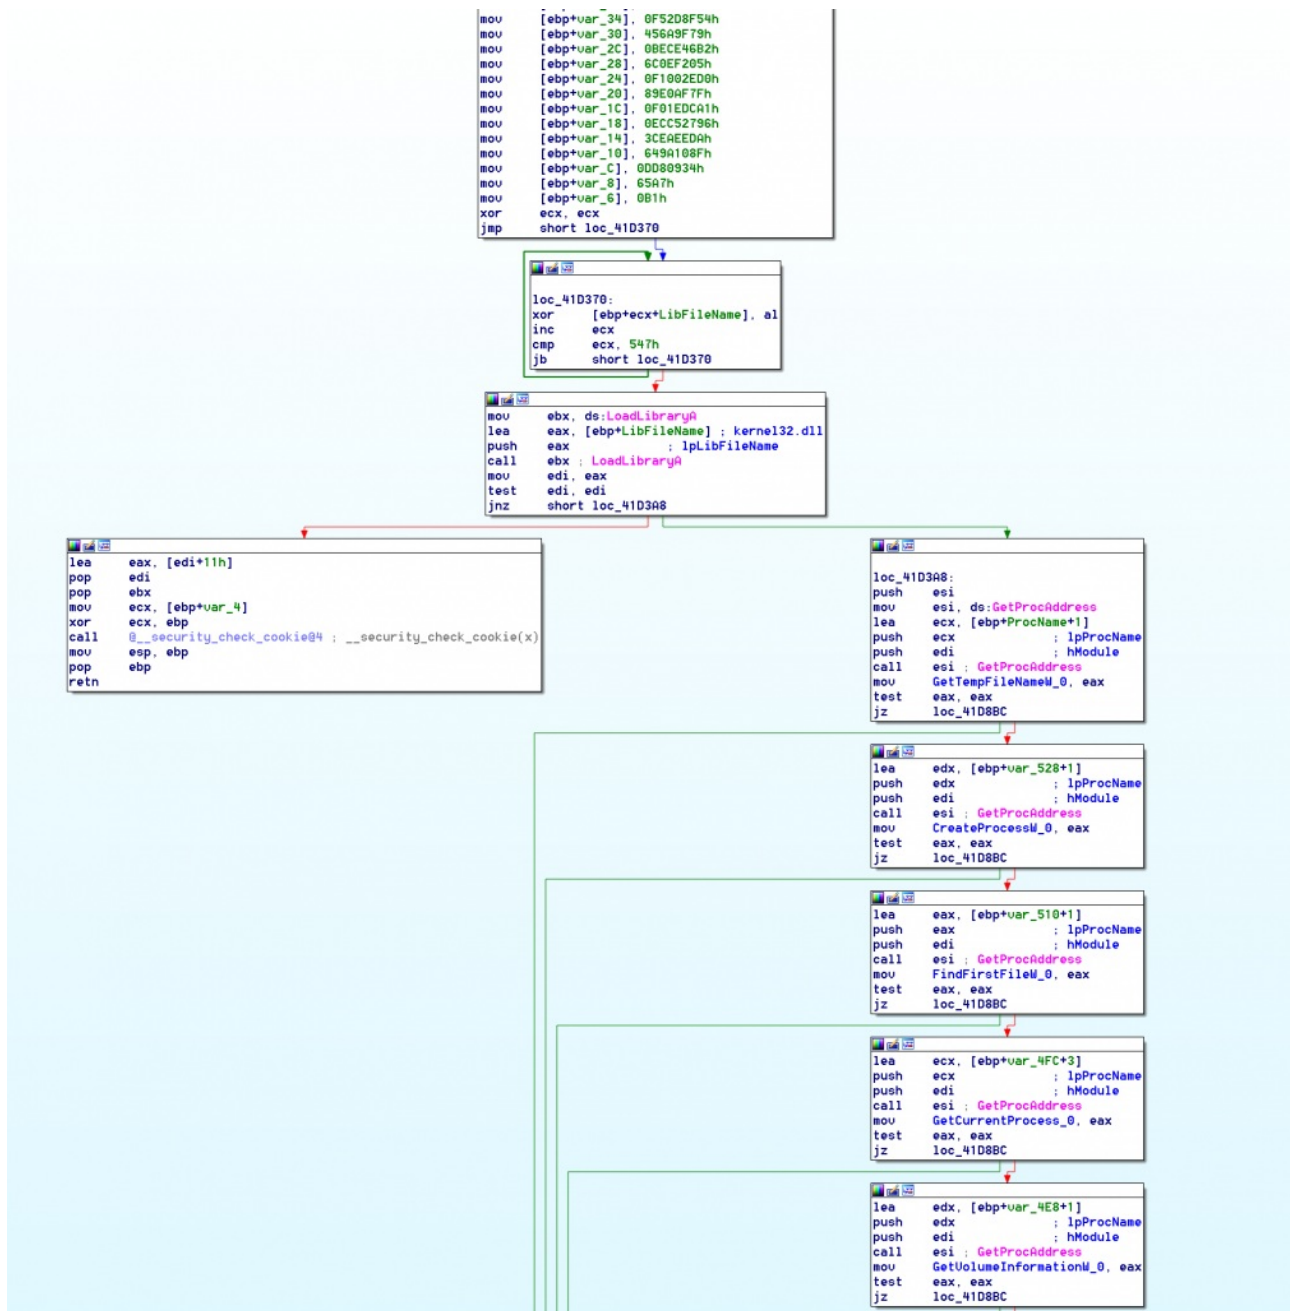 mov [ebp+var_34], 0F52D8F54h
mov [ebp+var_30], 456A9F79h
mov [ebp+var_2C], 0BECE46B2h
mov [ebp+var_28], 6C0EF205h
mov [ebp+var_24], 0F1002ED0h
mov [ebp+var_20], 89E0AF7Fh
mov [ebp+var_1C], 0F01EDCA1h
mov [ebp+var_18], 0ECC52796h
mov [ebp+var_14], 3CEAEEDAh
mov [ebp+var_10], 649A108Fh
mov [ebp+var_C], 0DD80934h
mov [ebp+var_8], 65A7h
mov [ebp+var_6], 0B1h
xor ecx, ecx
jmp short loc_41D370
loc_41D370:
xor [ebp+ecx+LibFileName], al
inc ecx
cmp ecx, 547h
jb short loc_41D370
mov ebx, ds:LoadLibraryA
lea eax, [ebp+LibFileName] ; kernel32.dll
push eax ; lpLibFileName
call ebx ; LoadLibraryA
mov edi, eax
test edi, edi
jnz short loc_41D3A8
lea eax, [edi+11h]
pop edi
pop ebx
mov ecx, [ebp+var_4]
xor ecx, ebp
call @__security_check_cookie@4 ; __security_check_cookie(x)
mov esp, ebp
pop ebp
retn
loc_41D3A8:
push esi
mov esi, ds:GetProcAddress
lea ecx, [ebp+ProcName+1]
push ecx ; lpProcName
push edi ; hModule
call esi ; GetProcAddress
mov GetTempFileNameW_0, eax
test eax, eax
jz loc_41D8BC
lea edx, [ebp+var_528+1]
push edx ; lpProcName
push edi ; hModule
call esi ; GetProcAddress
mov CreateProcessW_0, eax
test eax, eax
jz loc_41D8BC
lea eax, [ebp+var_510+1]
push eax ; lpProcName
push edi ; hModule
call esi ; GetProcAddress
mov FindFirstFileW_0, eax
test eax, eax
jz loc_41D8BC
lea ecx, [ebp+var_4FC+3]
push ecx ; lpProcName
push edi ; hModule
call esi ; GetProcAddress
mov GetCurrentProcess_0, eax
test eax, eax
jz loc_41D8BC
lea edx, [ebp+var_4E8+1]
push edx ; lpProcName
push edi ; hModule
call esi ; GetProcAddress
mov GetVolumeInformationW_0, eax
test eax, eax
jz loc_41D8BC